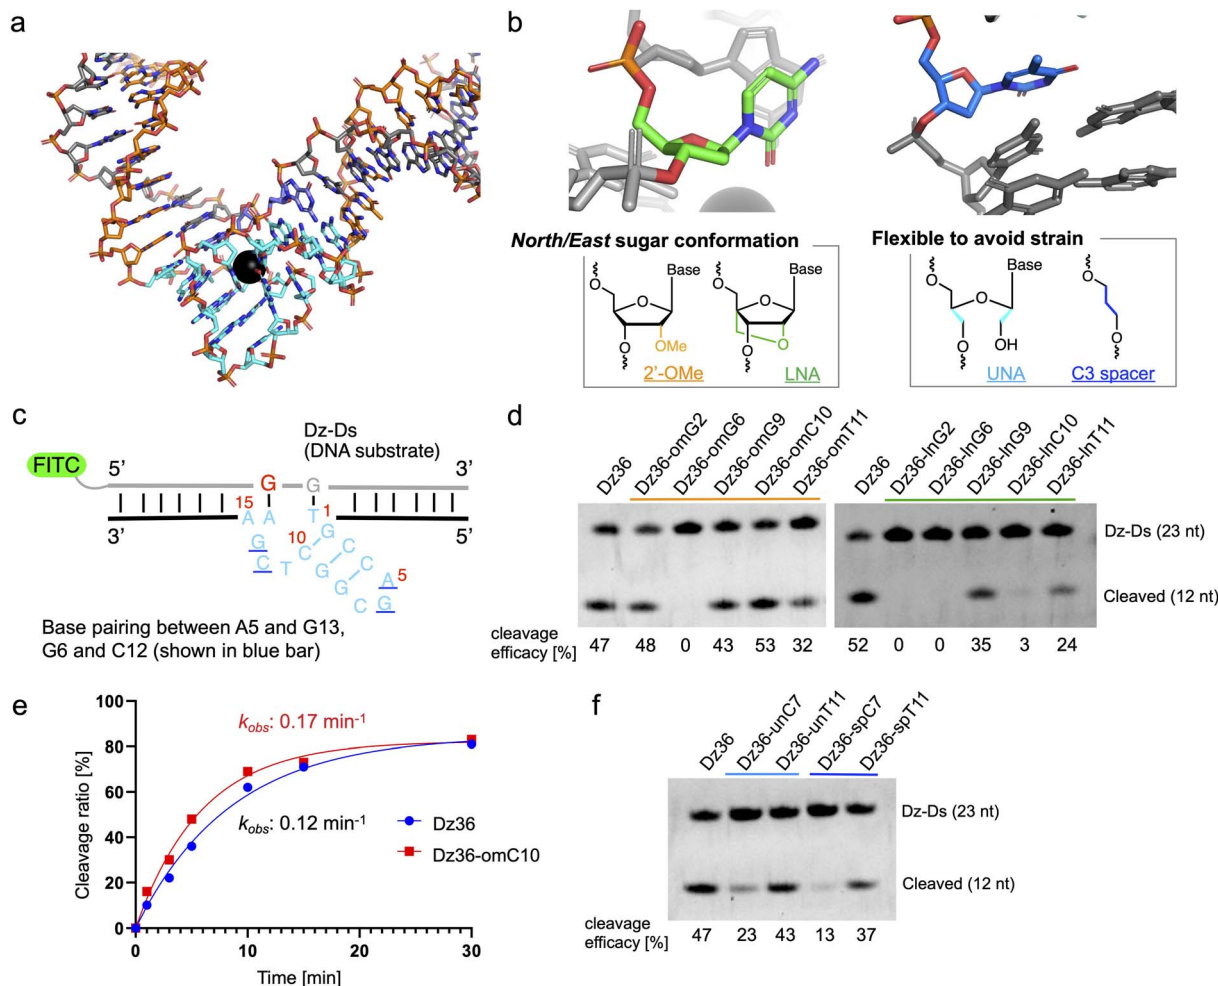 a
b
North/East sugar conformation
O
Base
O
O
OMe
2'-OMe
O
Base
O
O
O
LNA
Flexible to avoid strain
O
Base
O
O
OH
UNA
O
O
C3 spacer
c
Dz-Ds
(DNA substrate)
FITC
5’
3’
G
G
15
1
A
A
T
3’
5’
G
10
G
C
C
T
C
C
G
A
5
G
C
G
Base pairing between A5 and G13,
G6 and C12 (shown in blue bar)
d
Dz36
Dz36-omG2
Dz36-omG6
Dz36-omG9
Dz36-omC10
Dz36-omT11
Dz36
Dz36-lnG2
Dz36-lnG6
Dz36-lnG9
Dz36-lnC10
Dz36-lnT11
Dz-Ds (23 nt)
Cleaved (12 nt)
cleavage
efficacy [%] 47 48 0 43 53 32 52 0 0 35 3 24
e
Cleavage ratio [%]
100
80
60
40
20
0
0 10 20 30
Time [min]
kobs: 0.17 min-1
kobs: 0.12 min-1
Dz36
Dz36-omC10
f
Dz36
Dz36-unC7
Dz36-unT11
Dz36-spC7
Dz36-spT11
Dz-Ds (23 nt)
Cleaved (12 nt)
cleavage
efficacy [%] 47 23 43 13 37